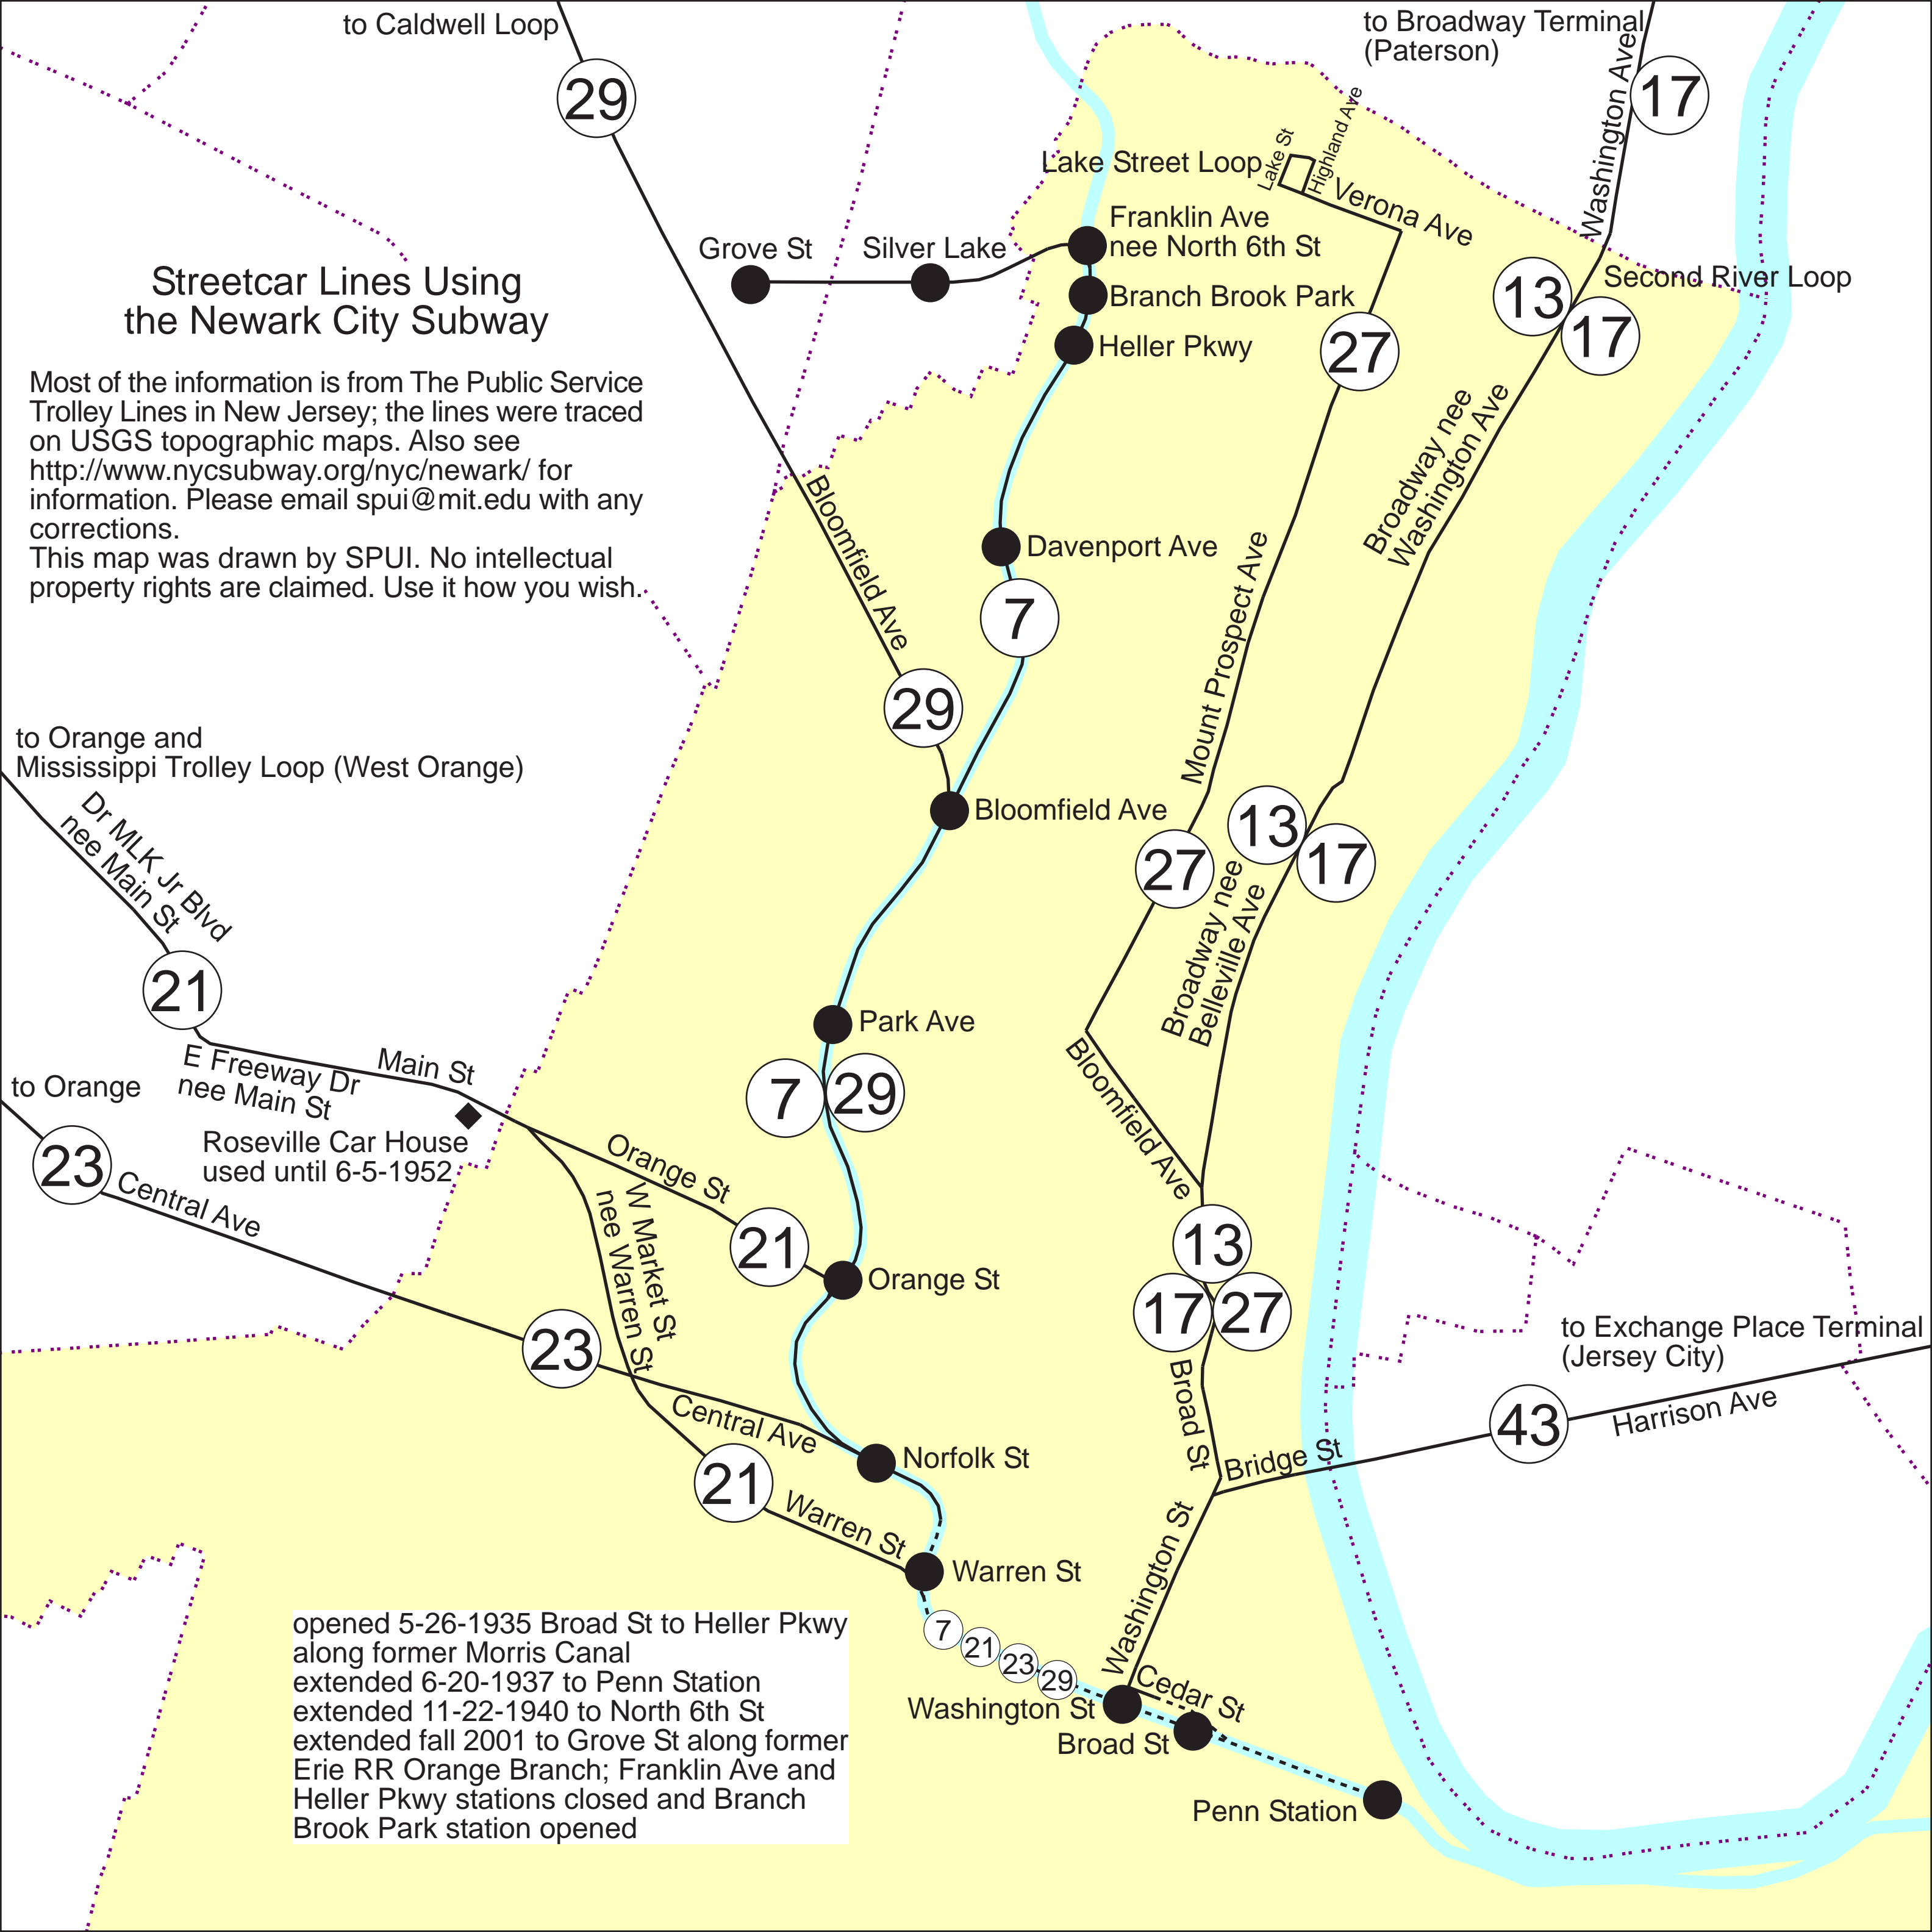 to Caldwell Loop
to Broadway Terminal
(Paterson)
29
17
Washington Ave
Lake Street Loop
Lake St
Highland Ave
Verona Ave
Franklin Ave
nee North 6th St
Grove St
Silver Lake
Branch Brook Park
Heller Pkwy
27
13
17
Second River Loop
Streetcar Lines Using
the Newark City Subway
Most of the information is from The Public Service
Trolley Lines in New Jersey; the lines were traced
on USGS topographic maps. Also see
http://www.nycsubway.org/nyc/newark/ for
information. Please email spui@mit.edu with any
corrections.
This map was drawn by SPUI. No intellectual
property rights are claimed. Use it how you wish.
Broadway nee
Washington Ave
Bloomfield Ave
Davenport Ave
7
Mount Prospect Ave
29
to Orange and
Mississippi Trolley Loop (West Orange)
Bloomfield Ave
Dr MLK Jr Blvd
nee Main St
27
13
17
Broadway nee
Belleville Ave
21
Park Ave
E Freeway Dr
nee Main St
Main St
to Orange
7
29
Bloomfield Ave
Roseville Car House
used until 6-5-1952
23
Central Ave
Orange St
W Market St
nee Warren St
21
Orange St
13
17
27
23
Central Ave
Broad St
to Exchange Place Terminal
(Jersey City)
43
Harrison Ave
Bridge St
Norfolk St
21
Warren St
Warren St
Washington St
7
21
23
29
Cedar St
Washington St
Broad St
Penn Station
opened 5-26-1935 Broad St to Heller Pkwy
along former Morris Canal
extended 6-20-1937 to Penn Station
extended 11-22-1940 to North 6th St
extended fall 2001 to Grove St along former
Erie RR Orange Branch; Franklin Ave and
Heller Pkwy stations closed and Branch
Brook Park station opened